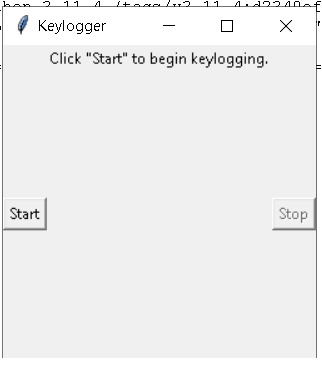 Keylogger
Click "Start" to begin keylogging.
Start
Stop